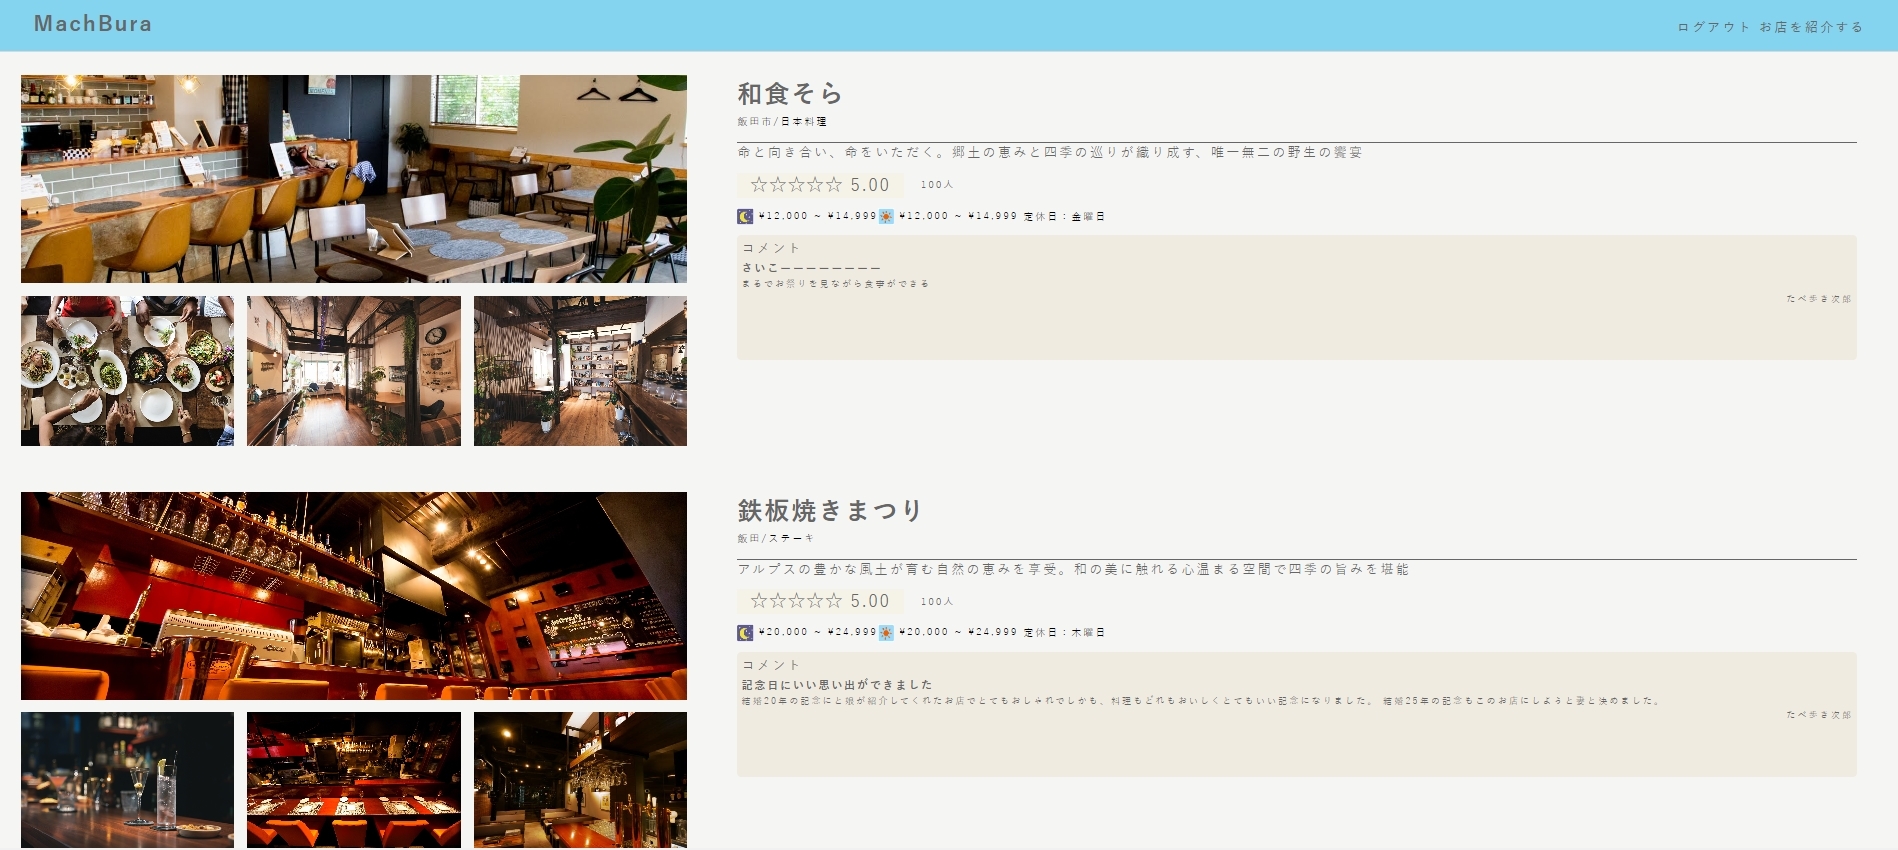 MachBura
ログアウト お店を紹介する
和食そら
飯田市/日本料理
命と向き合い、命をいただく。郷土の恵みと四季の巡りが織り成す、唯一無二の野生の饗宴
☆☆☆☆☆ 5.00 100人
¥12,000 ~ ¥14,999 ¥12,000 ~ ¥14,999 定休日：金曜日
コメント
さいこーーーーーーーー
まるでお祭りを見ながら食事ができる
たべ歩き次郎
鉄板焼きまつり
飯田/ステーキ
アルプスの豊かな風土が育む自然の恵みを享受。和の美に触れる心温まる空間で四季の旨みを堪能
☆☆☆☆☆ 5.00 100人
¥20,000 ~ ¥24,999 ¥20,000 ~ ¥24,999 定休日：木曜日
コメント
記念日にいい思い出ができました
結婚20年の記念にと娘が紹介してくれたお店でとてもおしゃれでしかも、料理もどれもおいしくとてもいい記念になりました。 結婚25年の記念もこのお店にしようと妻と決めました。
たべ歩き次郎